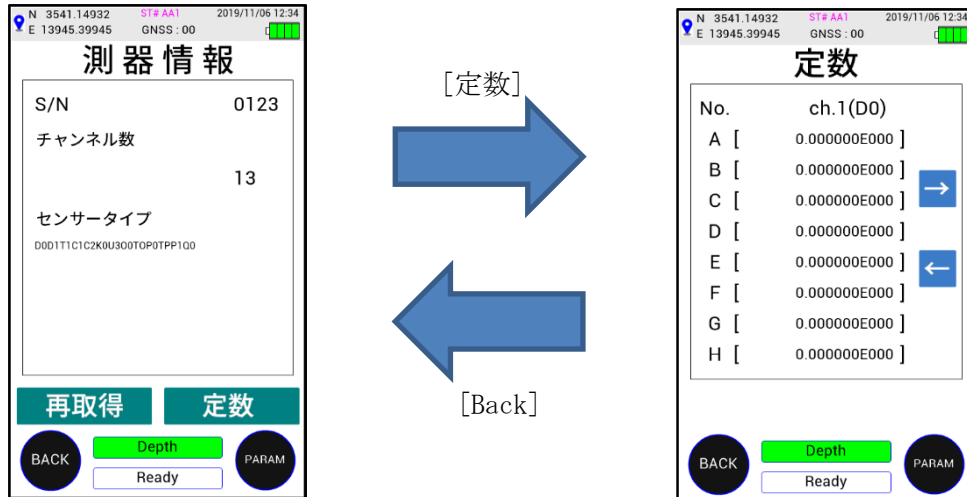 N 3541.14932 ST# AA1 2019/11/06 12:34
E 13945.39945 GNSS : 00
測器情報
S/N 0123
チャンネル数
13
センサータイプ
D0D1T1C1C2K0U3O0TOP0TPP1Q0
再取得 定数
BACK Depth PARAM
Ready
[定数]
[Back]
N 3541.14932 ST# AA1 2019/11/06 12:34
E 13945.39945 GNSS : 00
定数
No. ch.1(D0)
A [ 0.000000E000 ]
B [ 0.000000E000 ]
C [ 0.000000E000 ]
D [ 0.000000E000 ]
E [ 0.000000E000 ]
F [ 0.000000E000 ]
G [ 0.000000E000 ]
H [ 0.000000E000 ]
→
←
BACK Depth PARAM
Ready